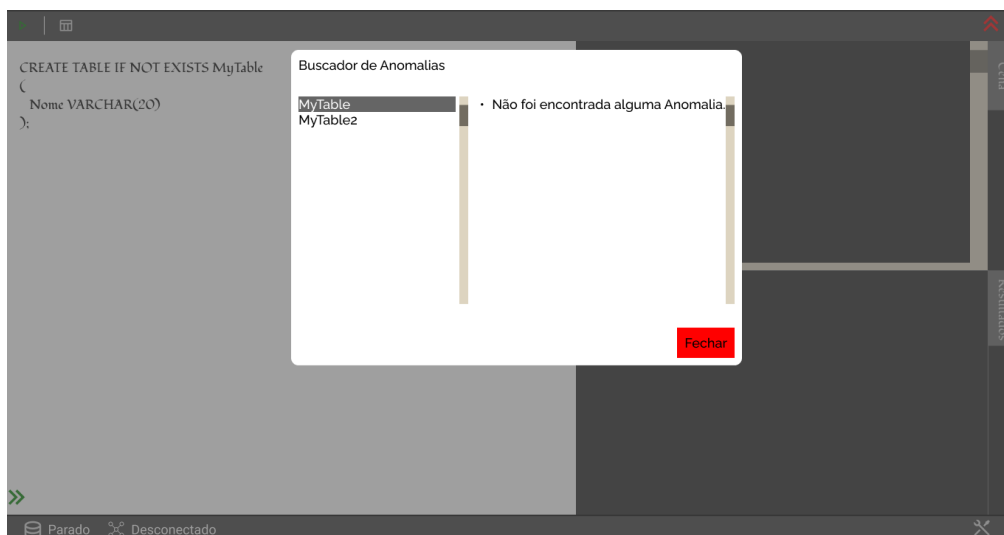 CREATE TABLE IF NOT EXISTS MyTable
(
Nome VARCHAR(20)
);
Buscador de Anomalias
MyTable
MyTable2
• Não foi encontrada alguma Anomalia.
Fechar
Resultados
Parado
Desconectado